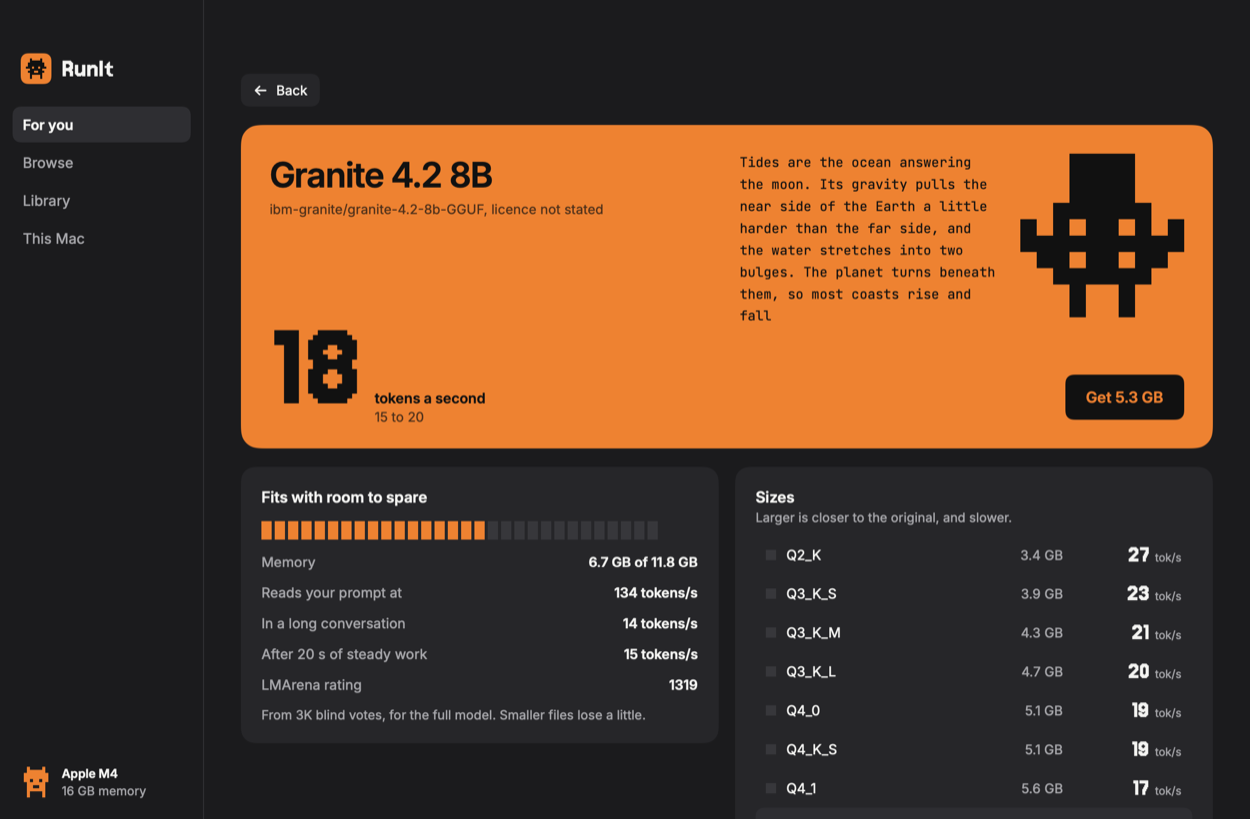 RunIt
For you
Browse
Library
This Mac
Apple M4
16 GB memory
← Back
Granite 4.2 8B
ibm-granite/granite-4.2-8b-GGUF, licence not stated
18
tokens a second
15 to 20
Tides are the ocean answering
the moon. Its gravity pulls the
near side of the Earth a little
harder than the far side, and
the water stretches into two
bulges. The planet turns beneath
them, so most coasts rise and
fall
Get 5.3 GB
Fits with room to spare
Memory 6.7 GB of 11.8 GB
Reads your prompt at 134 tokens/s
In a long conversation 14 tokens/s
After 20 s of steady work 15 tokens/s
LMArena rating 1319
From 3K blind votes, for the full model. Smaller files lose a little.
Sizes
Larger is closer to the original, and slower.
Q2_K 3.4 GB 27 tok/s
Q3_K_S 3.9 GB 23 tok/s
Q3_K_M 4.3 GB 21 tok/s
Q3_K_L 4.7 GB 20 tok/s
Q4_0 5.1 GB 19 tok/s
Q4_K_S 5.1 GB 19 tok/s
Q4_1 5.6 GB 17 tok/s